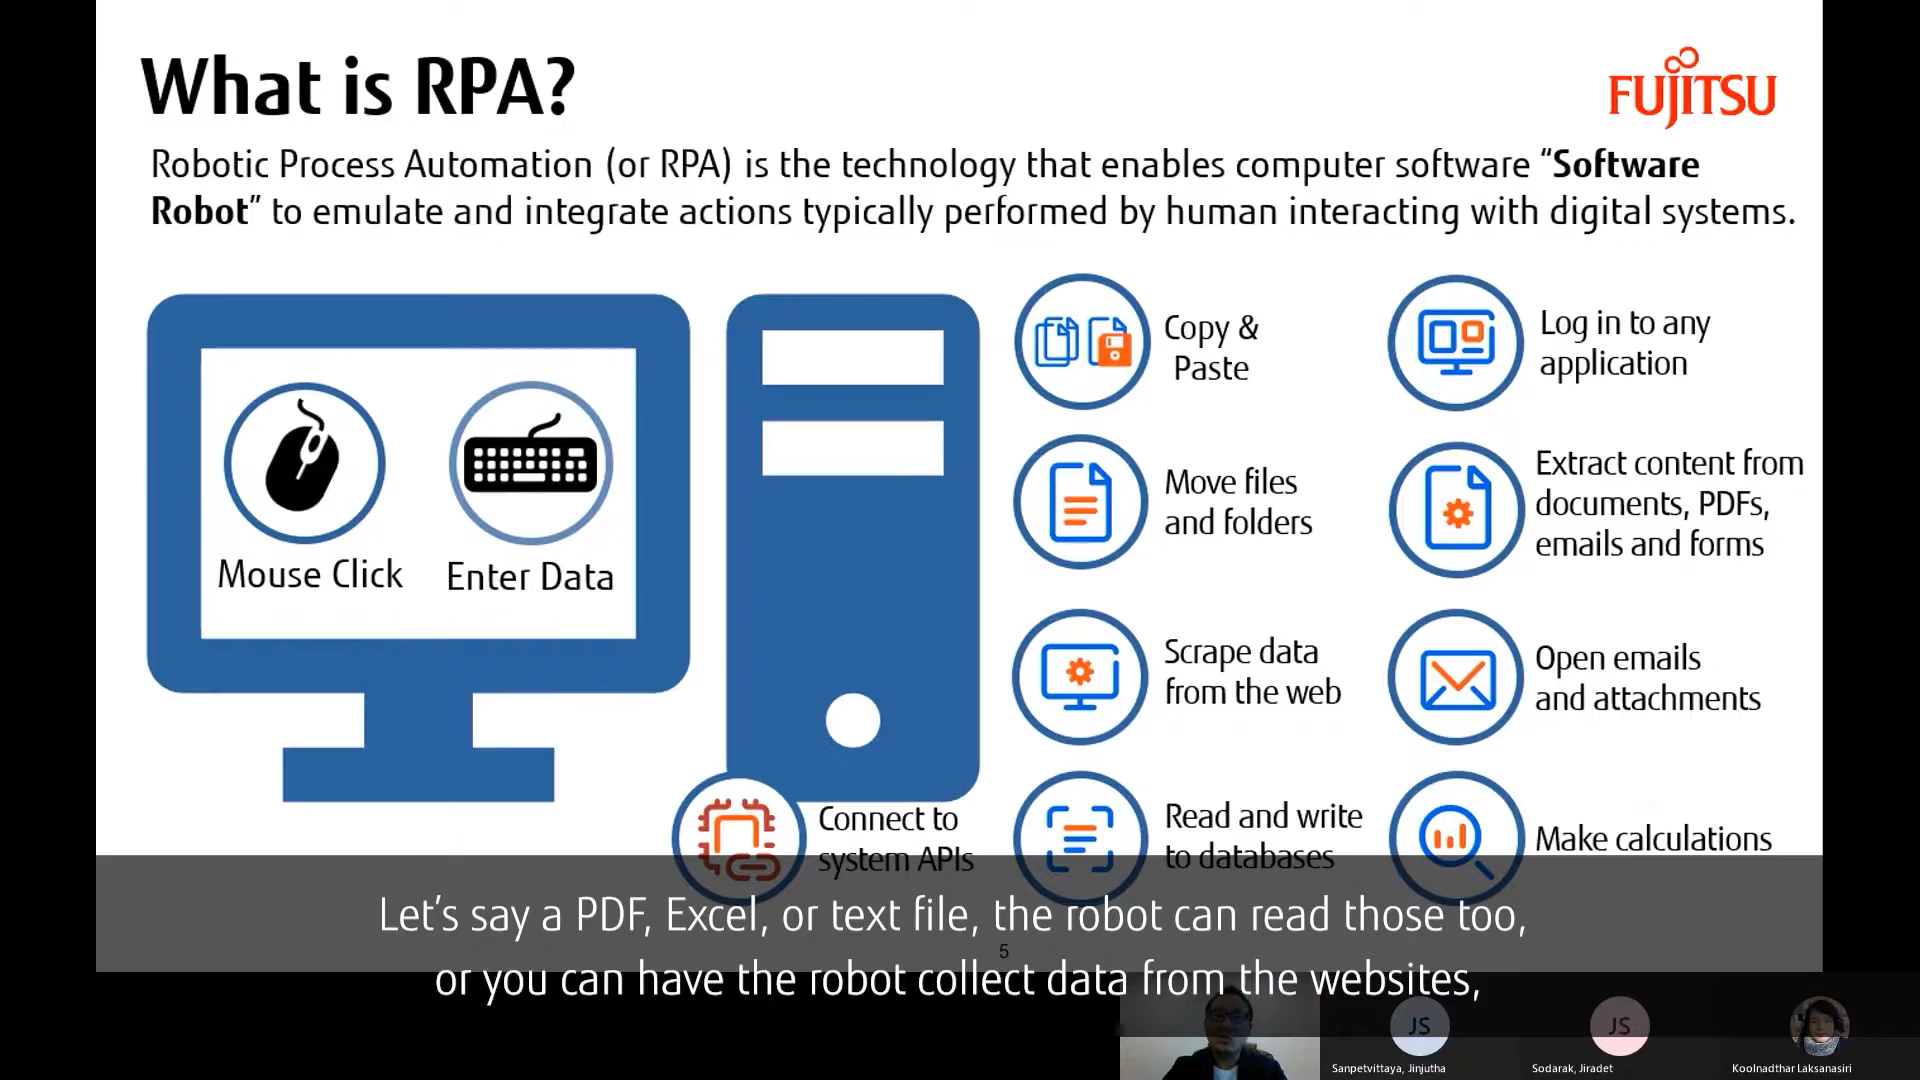 What is RPA?
FUJITSU
Robotic Process Automation (or RPA) is the technology that enables computer software “Software
Robot” to emulate and integrate actions typically performed by human interacting with digital systems.
Mouse Click
Enter Data
Copy &
Paste
Log in to any
application
Move files
and folders
Extract content from
documents, PDFs,
emails and forms
Scrape data
from the web
Open emails
and attachments
Connect to
system APIs
Read and write
to databases
Make calculations
Let’s say a PDF, Excel, or text file, the robot can read those too,
5
or you can have the robot collect data from the websites,
JS
JS
Sanpetvittaya, Jinjutha
Sodarak, Jiradet
Koolnadthar Laksanasiri